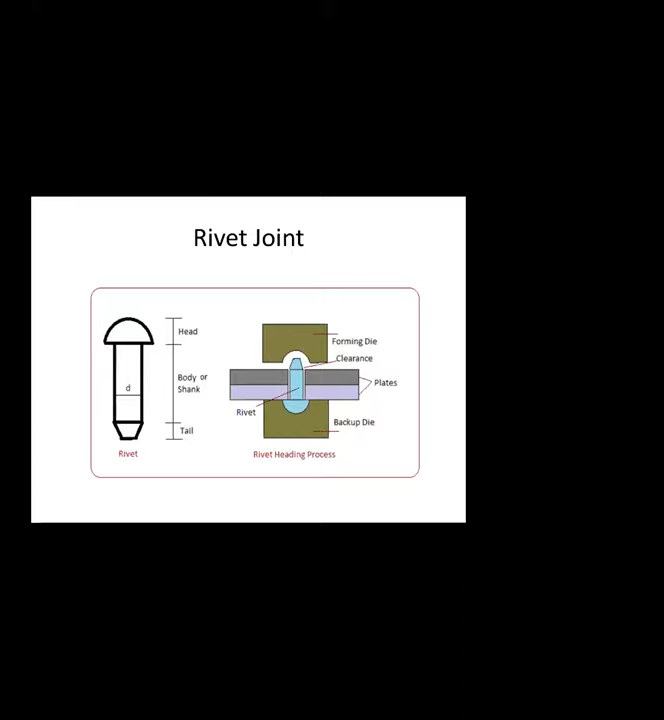 Rivet Joint
Head
Body or
Shank
d
Tail
Rivet
Forming Die
Clearance
Plates
Rivet
Backup Die
Rivet Heading Process